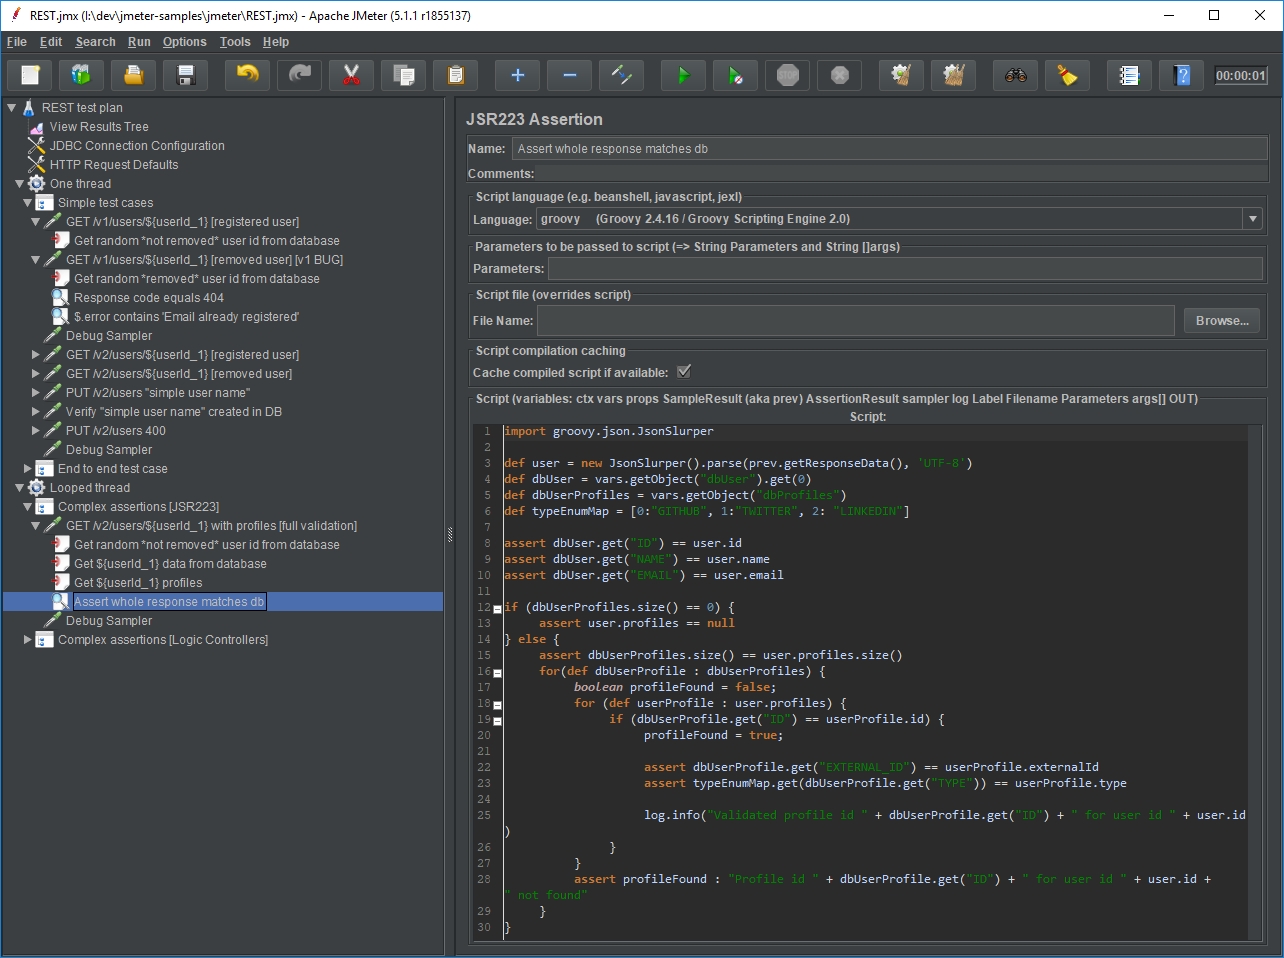 REST.jmx (I:\dev\jmeter-samples\jmeter\REST.jmx) - Apache JMeter (5.1.1 r1855137)
File Edit Search Run Options Tools Help
STOP
00:00:01
REST test plan
View Results Tree
JDBC Connection Configuration
HTTP Request Defaults
One thread
Simple test cases
GET /v1/users/${userId_1} [registered user]
Get random *not removed* user id from database
GET /v1/users/${userId_1} [removed user] [v1 BUG]
Get random *removed* user id from database
Response code equals 404
$.error contains 'Email already registered'
Debug Sampler
GET /v2/users/${userId_1} [registered user]
GET /v2/users/${userId_1} [removed user]
PUT /v2/users "simple user name"
Verify "simple user name" created in DB
PUT /v2/users 400
Debug Sampler
End to end test case
Looped thread
Complex assertions [JSR223]
GET /v2/users/${userId_1} with profiles [full validation]
Get random *not removed* user id from database
Get ${userId_1} data from database
Get ${userId_1} profiles
Assert whole response matches db
Debug Sampler
Complex assertions [Logic Controllers]
JSR223 Assertion
Name: Assert whole response matches db
Comments:
Script language (e.g. beanshell, javascript, jexl)
Language: groovy (Groovy 2.4.16 / Groovy Scripting Engine 2.0)
Parameters to be passed to script (=> String Parameters and String []args)
Parameters:
Script file (overrides script)
File Name: Browse...
Script compilation caching
Cache compiled script if available:
Script (variables: ctx vars props SampleResult (aka prev) AssertionResult sampler log Label Filename Parameters args[] OUT)
Script:
1 import groovy.json.JsonSlurper
2
3 def user = new JsonSlurper().parse(prev.getResponseData(), 'UTF-8')
4 def dbUser = vars.getObject("dbUser").get(0)
5 def dbUserProfiles = vars.getObject("dbProfiles")
6 def typeEnumMap = [0:"GITHUB", 1:"TWITTER", 2: "LINKEDIN"]
7
8 assert dbUser.get("ID") == user.id
9 assert dbUser.get("NAME") == user.name
10 assert dbUser.get("EMAIL") == user.email
11
12 if (dbUserProfiles.size() == 0) {
13 assert user.profiles == null
14 } else {
15 assert dbUserProfiles.size() == user.profiles.size()
16 for(def dbUserProfile : dbUserProfiles) {
17 boolean profileFound = false;
18 for (def userProfile : user.profiles) {
19 if (dbUserProfile.get("ID") == userProfile.id) {
20 profileFound = true;
21
22 assert dbUserProfile.get("EXTERNAL_ID") == userProfile.externalId
23 assert typeEnumMap.get(dbUserProfile.get("TYPE")) == userProfile.type
24
25 log.info("Validated profile id " + dbUserProfile.get("ID") + " for user id " + user.id
)
26 }
27 }
28 assert profileFound : "Profile id " + dbUserProfile.get("ID") + " for user id " + user.id +
" not found"
29 }
30 }